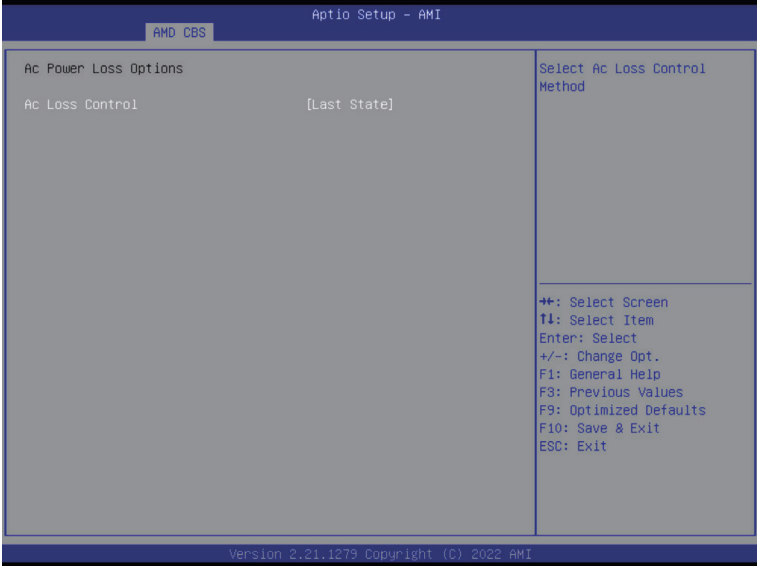 Aptio Setup – AMI
AMD CBS
Ac Power Loss Options
Ac Loss Control [Last State]
Select Ac Loss Control
Method
→←: Select Screen
↑↓: Select Item
Enter: Select
+/-: Change Opt.
F1: General Help
F3: Previous Values
F9: Optimized Defaults
F10: Save & Exit
ESC: Exit
Version 2.21.1279 Copyright (C) 2022 AMI